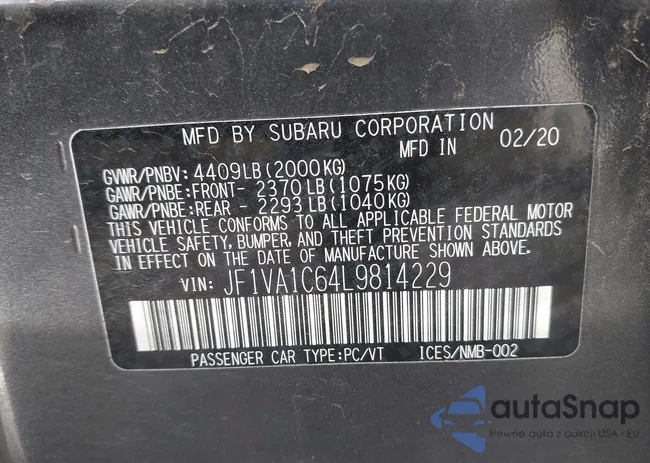 MFD BY SUBARU CORPORATION
MFD IN 02/20
GVWR/PNBV: 4409LB(2000KG)
GAWR/PNBE:FRONT- 2370LB(1075KG)
GAWR/PNBE:REAR - 2293LB(1040KG)
THIS VEHICLE CONFORMS TO ALL APPLICABLE FEDERAL MOTOR
VEHICLE SAFETY, BUMPER, AND THEFT PREVENTION STANDARDS
IN EFFECT ON THE DATE OF MANUFACTURE SHOWN ABOVE.
VIN: JF1VA1C64L9814229
PASSENGER CAR TYPE:PC/VT ICES/NMB-002
autaSnap
Pewne auta z aukcji USA i EU